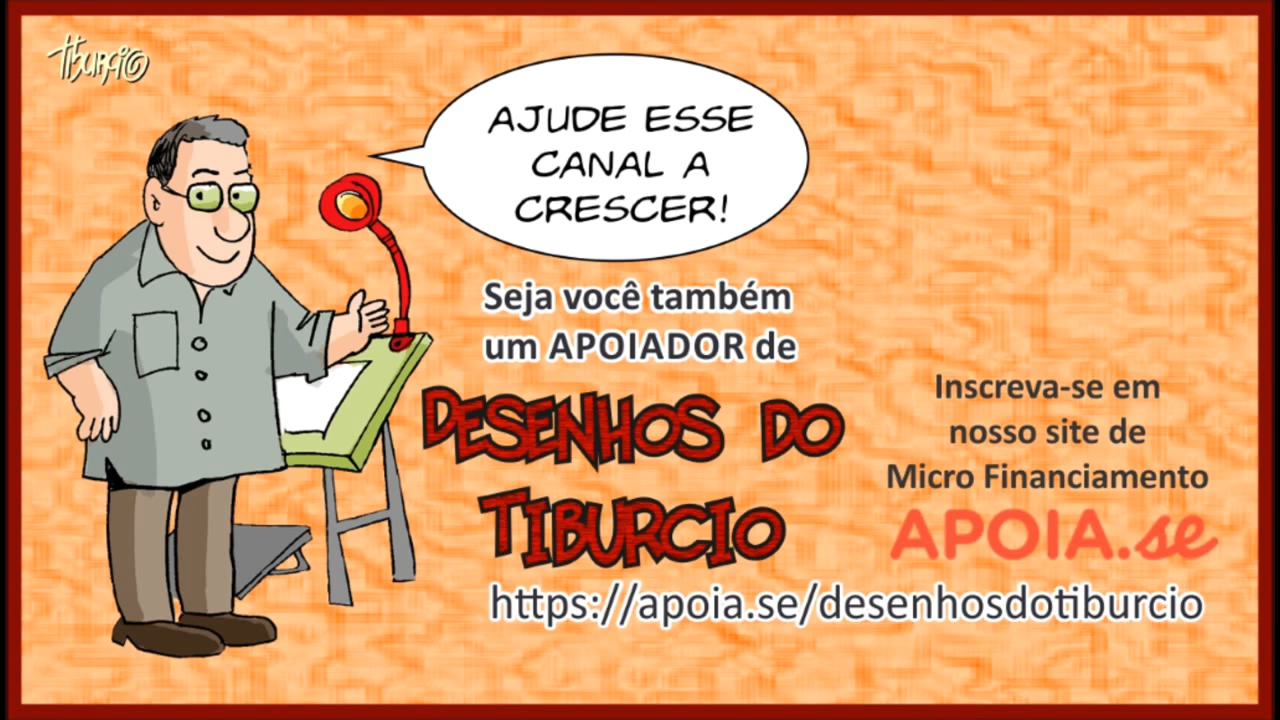 Tiburcio
AJUDE ESSE
CANAL A
CRESCER!
Seja você também
um APOIADOR de
DESENHOS DO
TIBURCIO
Inscreva-se em
nosso site de
Micro Financiamento
APOIA.se
https://apoia.se/desenhosdotiburcio